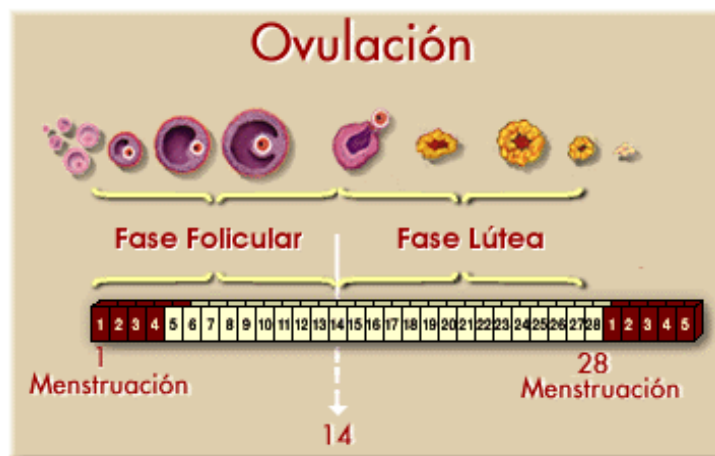 Ovulación
Fase Folicular
Fase Lútea
1 2 3 4 5 6 7 8 9 10 11 12 13 14 15 16 17 18 19 20 21 22 23 24 25 26 27 28 1 2 3 4 5
1
Menstruación
28
Menstruación
14